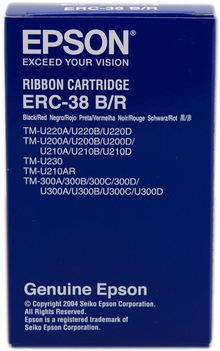 EPSON®
EXCEED YOUR VISION
RIBBON CARTRIDGE
ERC-38 B/R
Black/Red Negro/Rojo Preta/Vermelha Noir/Rouge Schwarz/Rot 黒/赤
TM-U220A/U220B/U220D
TM-U200A/U200B/U200D/
U210A/U210B/U210D
TM-U230
TM-U210AR
TM-300A/300B/300C/300D/
U300A/U300B/U300C/U300D
Genuine Epson
© Copyright 2004 Seiko Epson Corporation.
All Rights Reserved.
Epson is a registered trademark of
Seiko Epson Corporation.